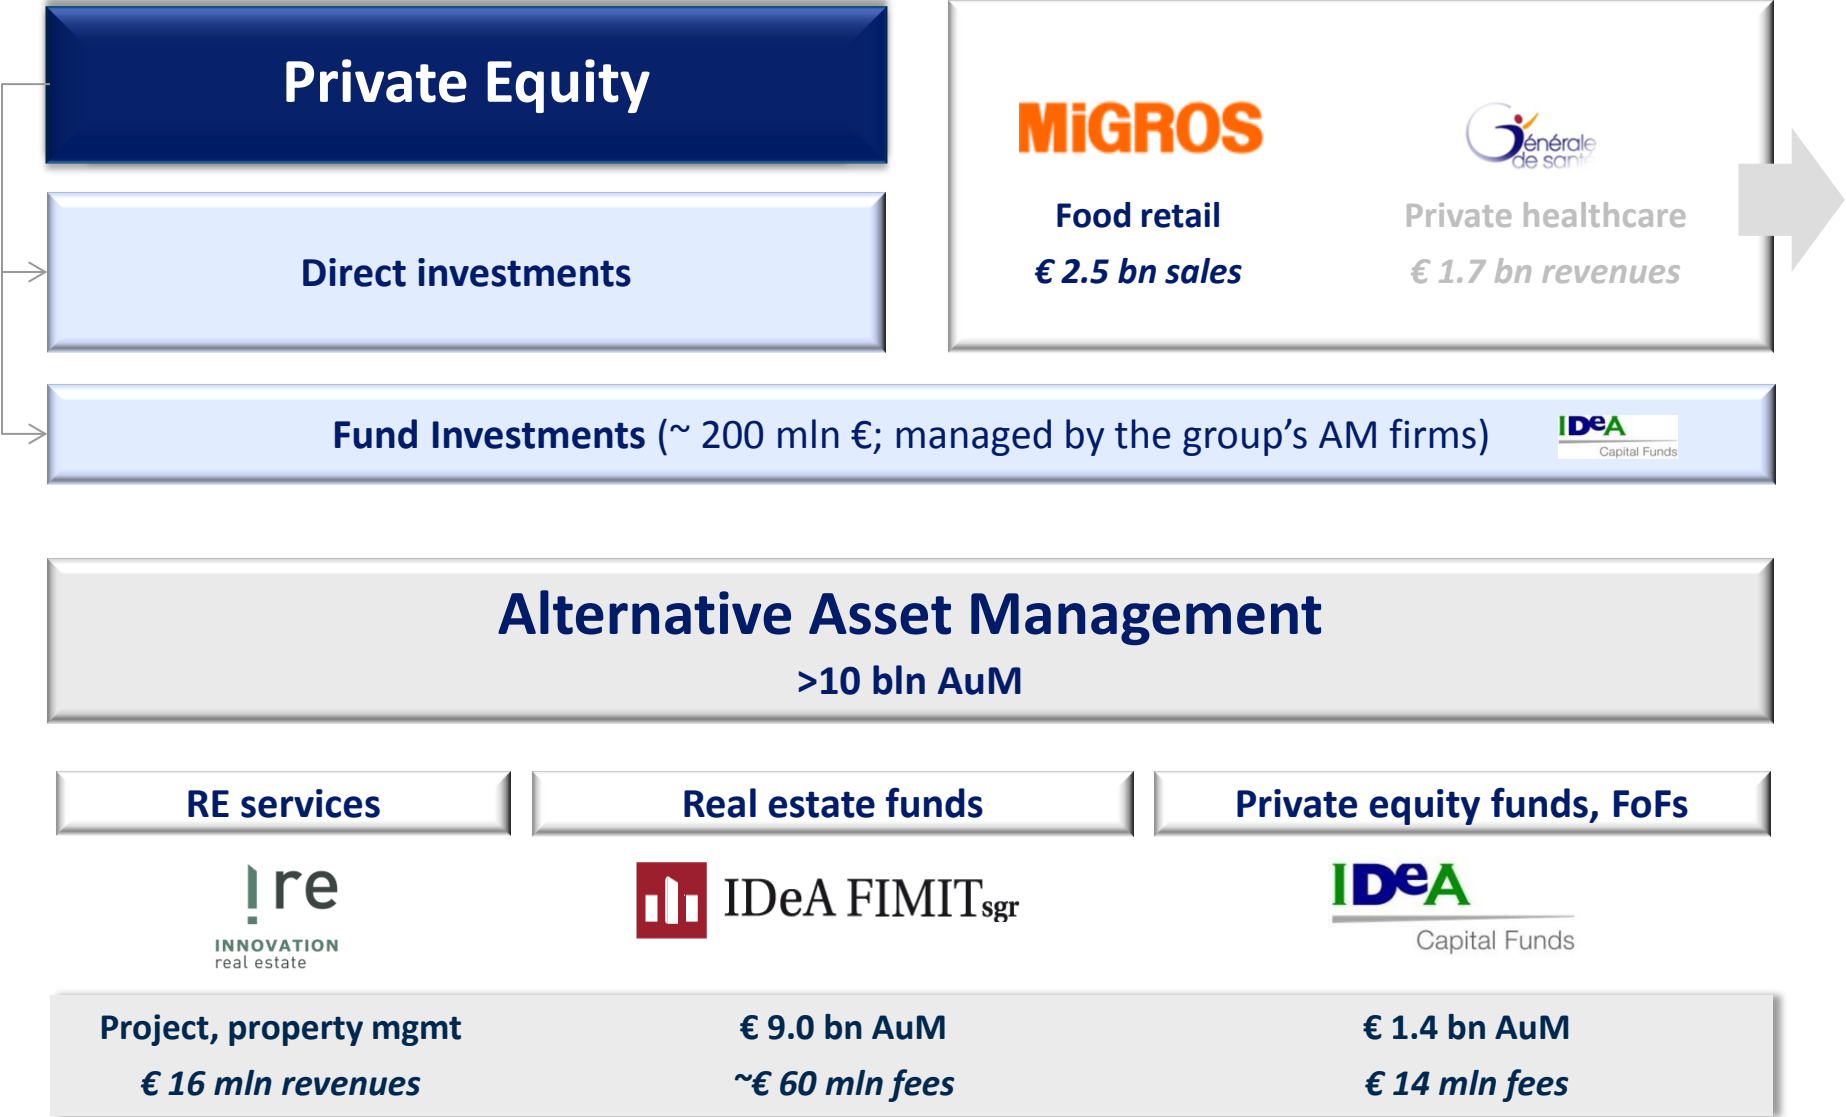 Private Equity
MiGROS
Générale
de santé
Food retail
Private healthcare
€ 2.5 bn sales
€ 1.7 bn revenues
Direct investments
Fund Investments (~ 200 mln €; managed by the group's AM firms)
IDeA
Capital Funds
Alternative Asset Management
>10 bln AuM
RE services
Real estate funds
Private equity funds, FoFs
re
INNOVATION
real estate
IDeA FIMIT sgr
IDeA
Capital Funds
Project, property mgmt
€ 9.0 bn AuM
€ 1.4 bn AuM
€ 16 mln revenues
~€ 60 mln fees
€ 14 mln fees